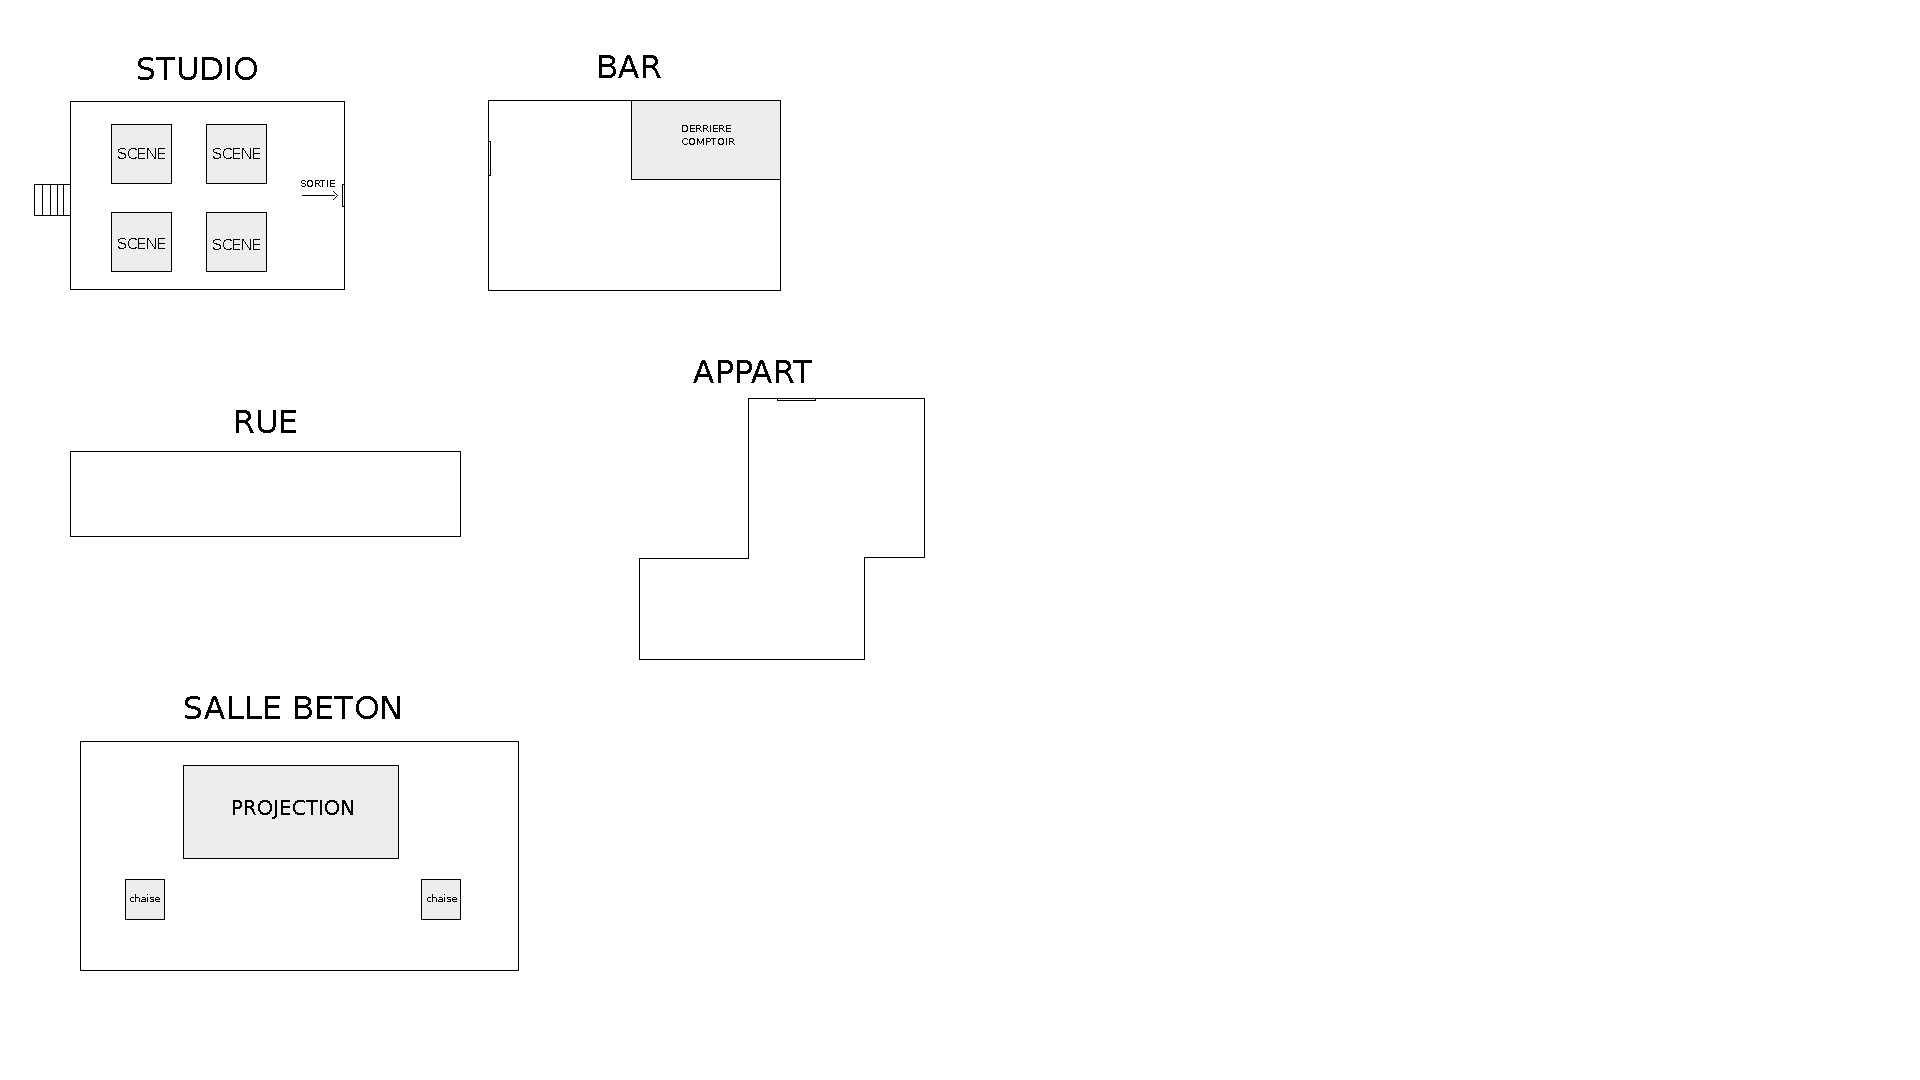 STUDIO
BAR
SCENE
SCENE
SORTIE
SCENE
SCENE
DERRIERE
COMPTOIR
RUE
APPART
SALLE BETON
PROJECTION
chaise
chaise